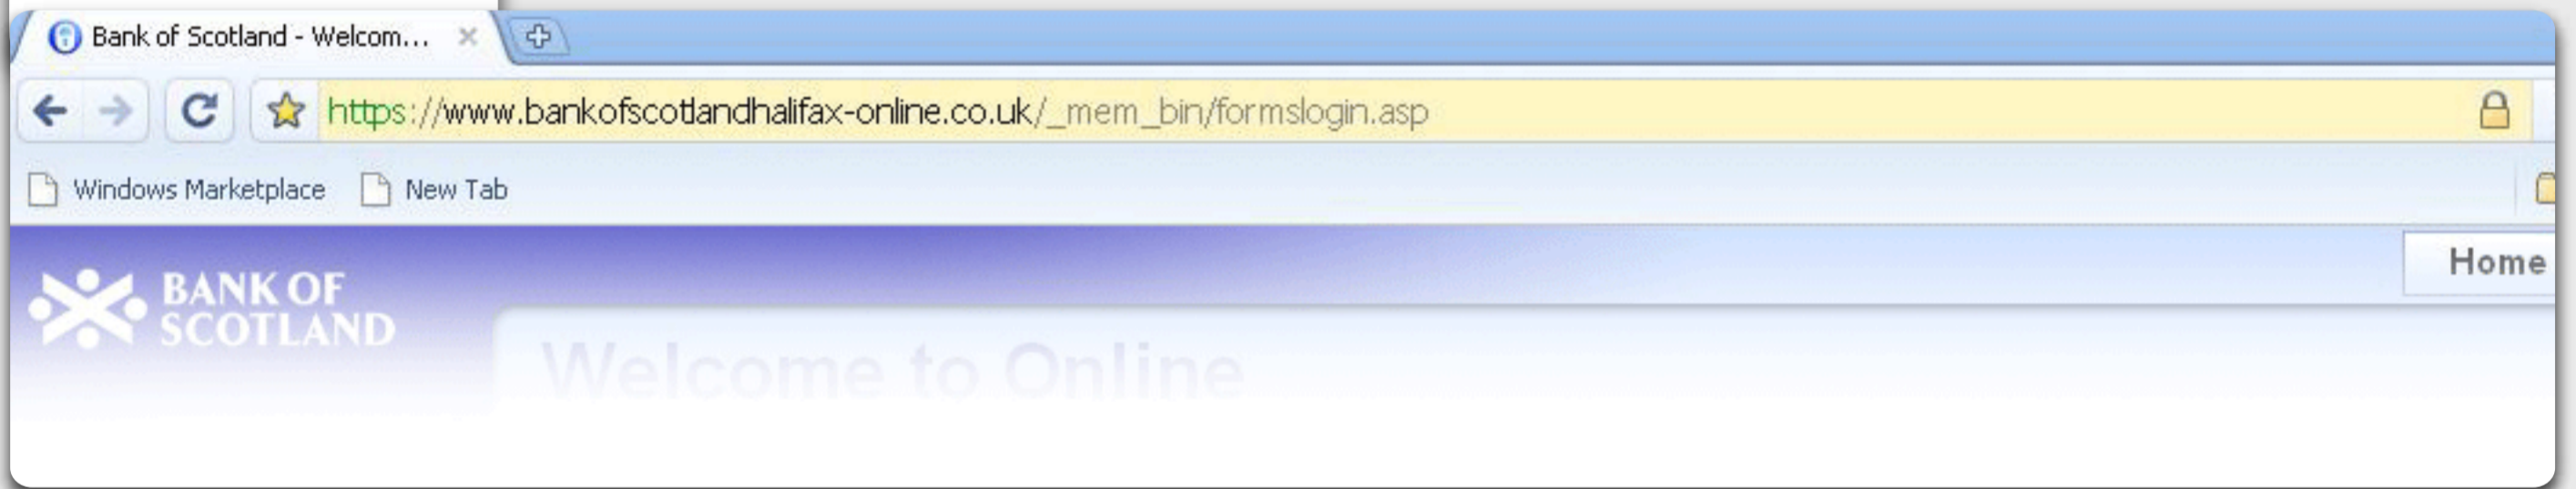 Bank of Scotland - Welcom...
https://www.bankofscotlandhalifax-online.co.uk/_mem_bin/formslogin.asp
Windows Marketplace New Tab
Home
BANK OF
SCOTLAND
Welcome to Online